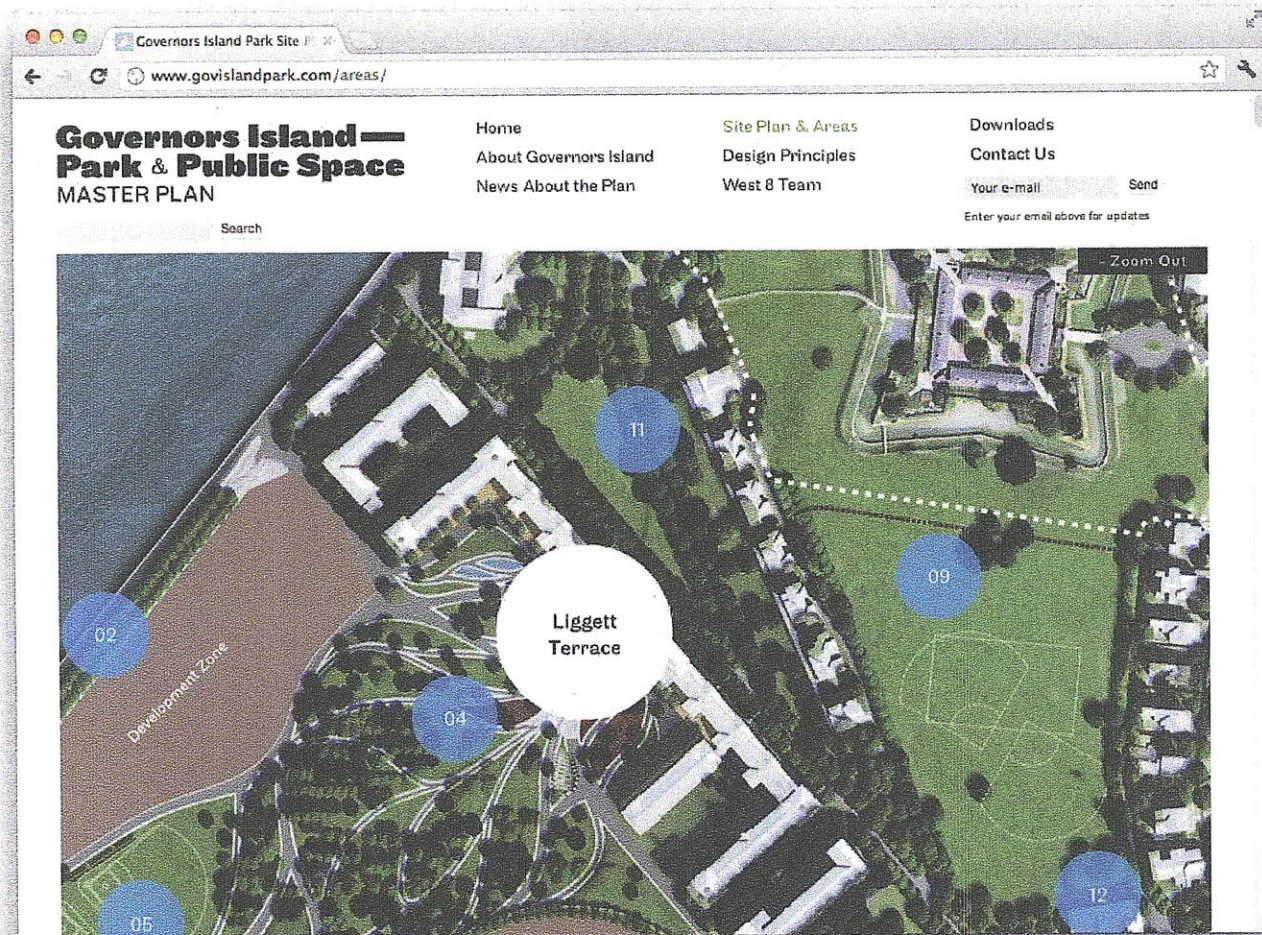 Governors Island Park Site
www.govislandpark.com/areas/
Governors Island—
Park & Public Space
MASTER PLAN
Search
Home
About Governors Island
News About the Plan
Site Plan & Areas
Design Principles
West 8 Team
Downloads
Contact Us
Your e-mail Send
Enter your email above for updates
- Zoom Out
11
09
02
Liggett
Terrace
Development Zone
04
05
12